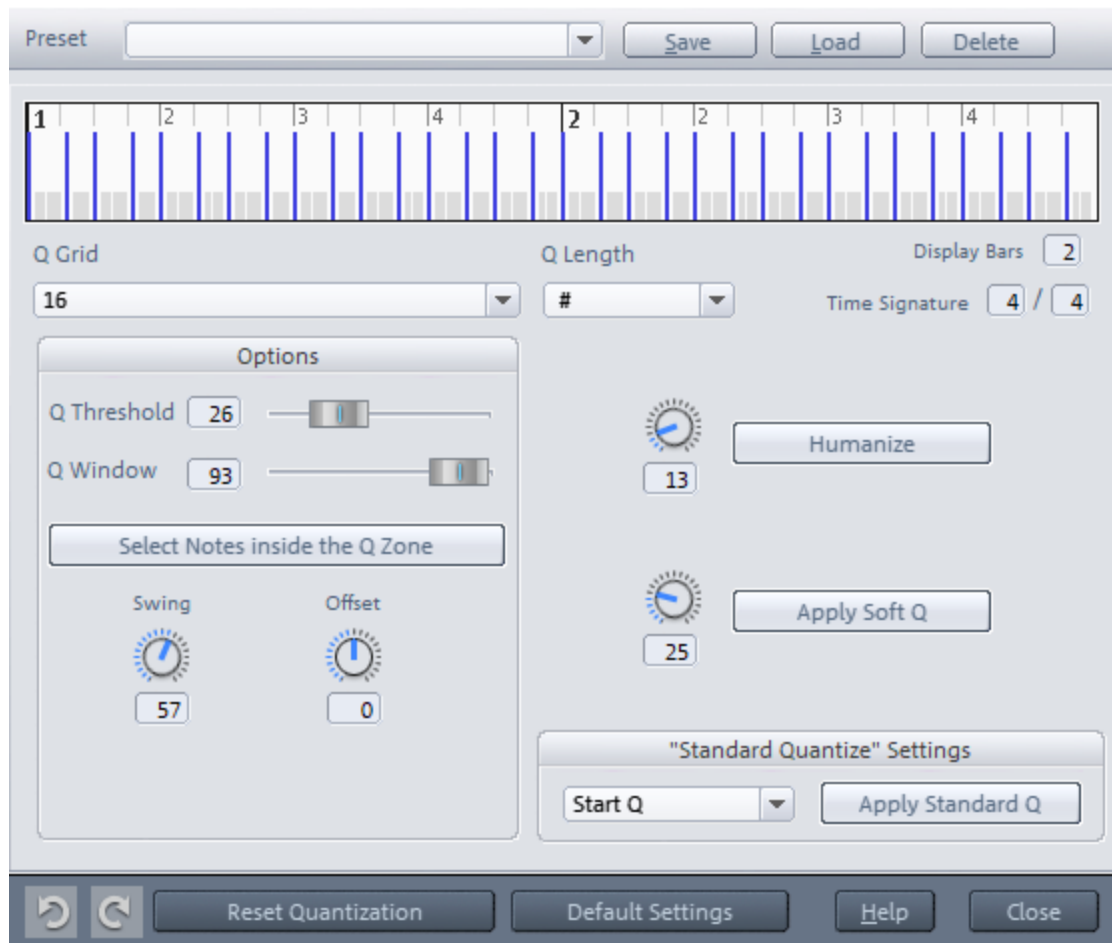 Preset Save Load Delete
1 2 3 4 2 2 3 4
Q Grid Q Length Display Bars 2
16 # Time Signature 4 / 4
Options
Q Threshold 26
Humanize
Q Window 93
13
Select Notes inside the Q Zone
Swing Offset
Apply Soft Q
25
57 0
"Standard Quantize" Settings
Start Q Apply Standard Q
Reset Quantization Default Settings Help Close